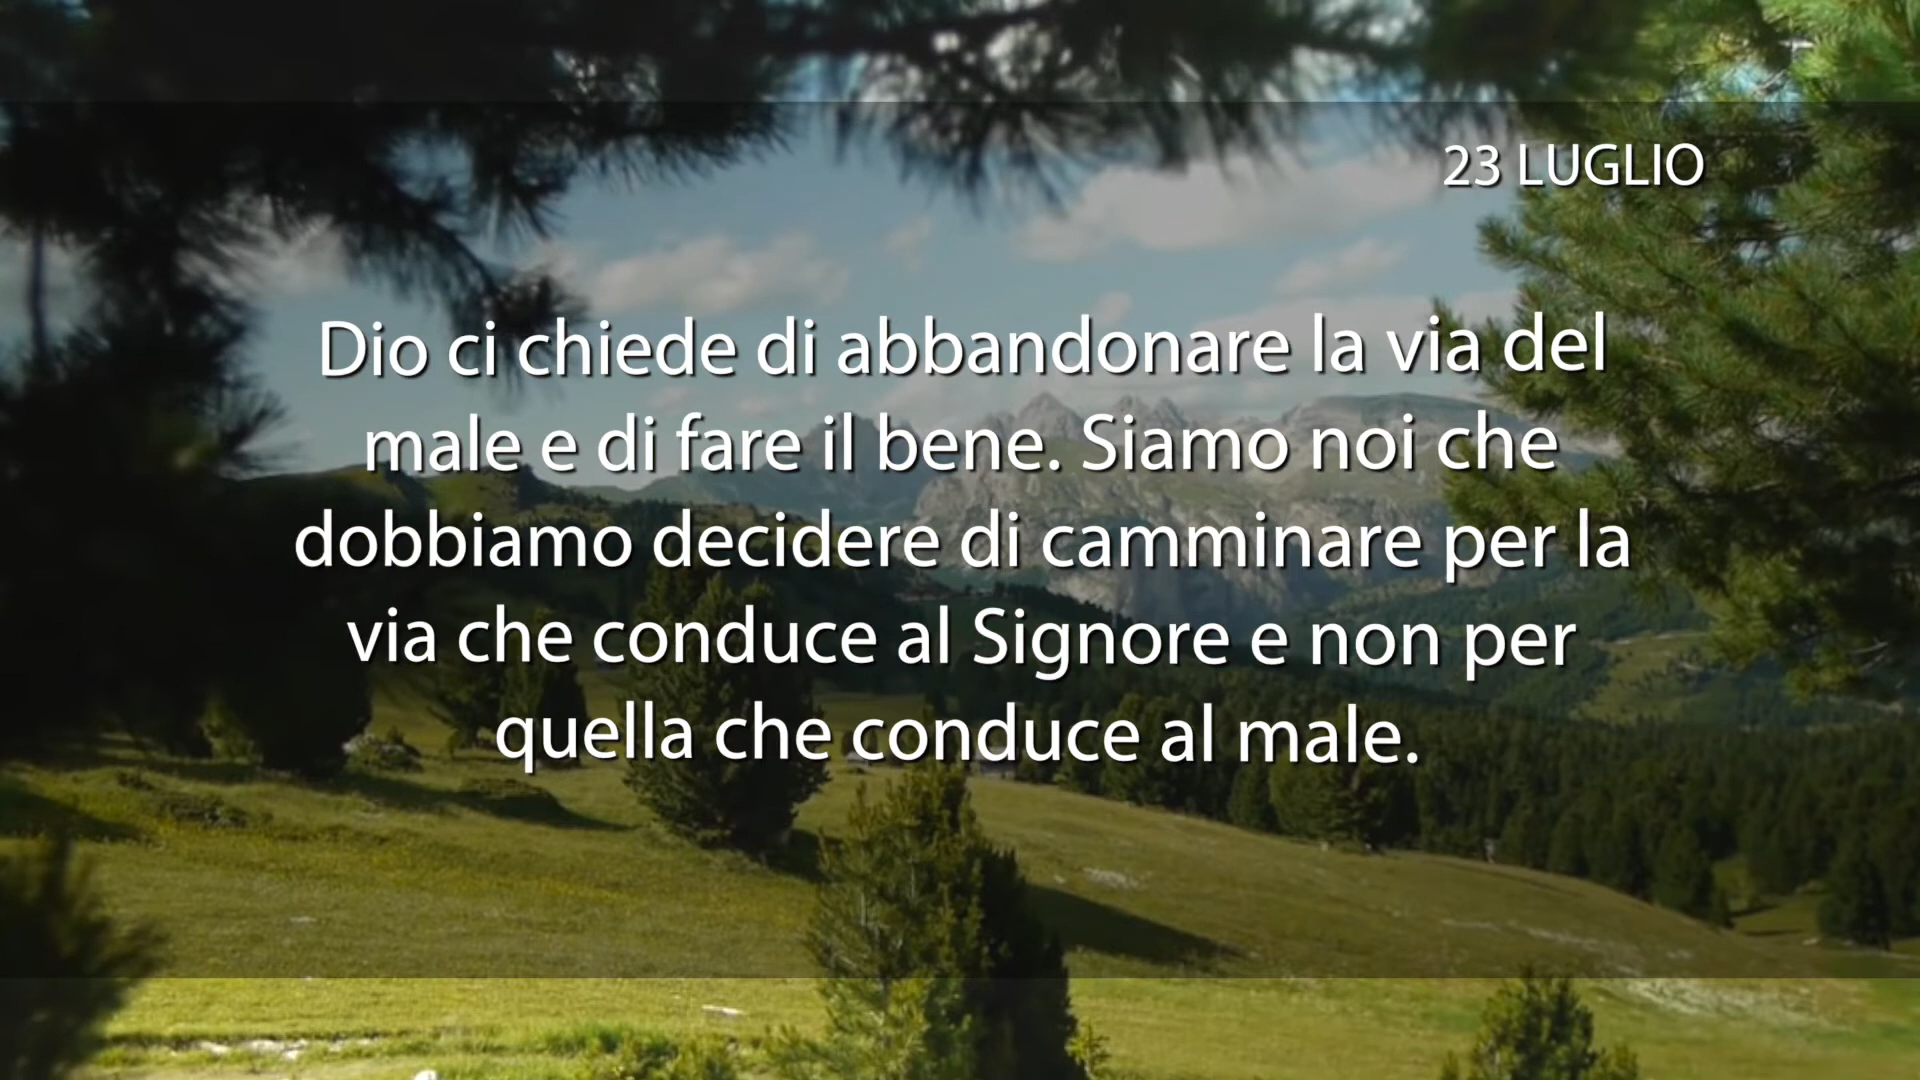 23 LUGLIO
Dio ci chiede di abbandonare la via del
male e di fare il bene. Siamo noi che
dobbiamo decidere di camminare per la
via che conduce al Signore e non per
quella che conduce al male.